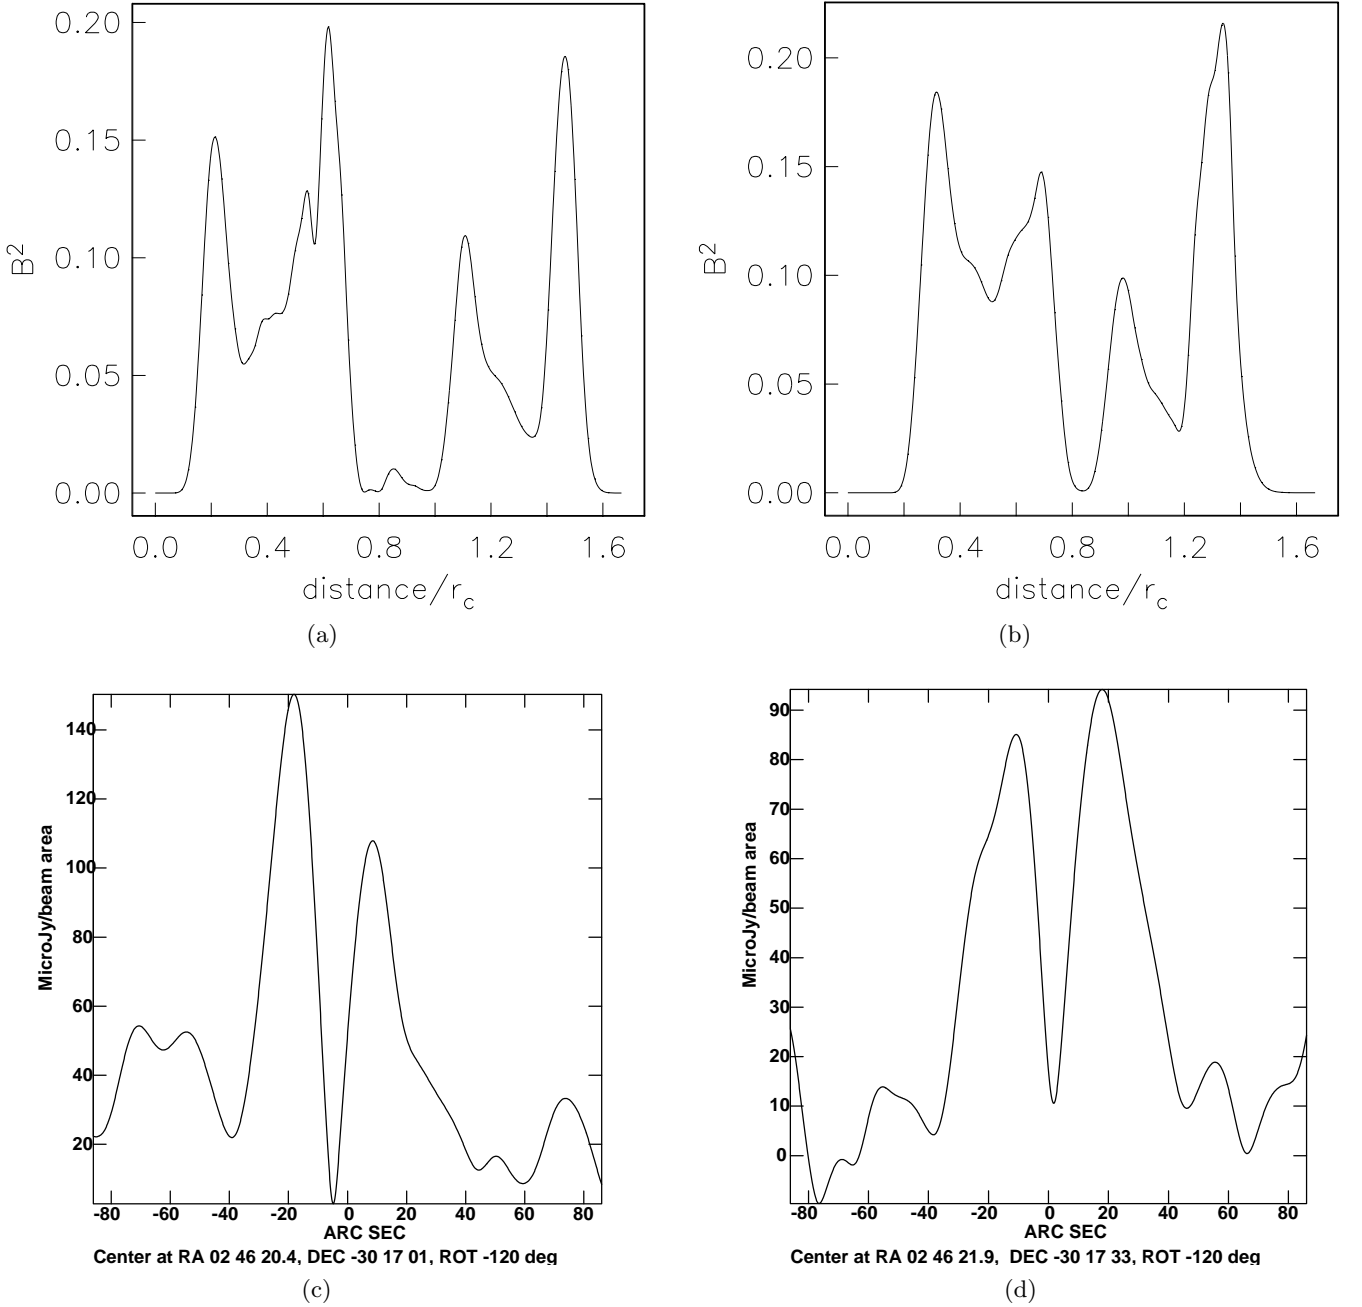 0.20
0.15
0.10
0.05
0.00
B2
0.0 0.4 0.8 1.2 1.6
distance/rc
(a)
0.20
0.15
0.10
0.05
0.00
B2
0.0 0.4 0.8 1.2 1.6
distance/rc
(b)
140
120
100
80
60
40
20
MicroJy/beam area
-80 -60 -40 -20 0 20 40 60 80
ARC SEC
Center at RA 02 46 20.4, DEC -30 17 01, ROT -120 deg
(c)
90
80
70
60
50
40
30
20
10
0
MicroJy/beam area
-80 -60 -40 -20 0 20 40 60 80
ARC SEC
Center at RA 02 46 21.9, DEC -30 17 33, ROT -120 deg
(d)